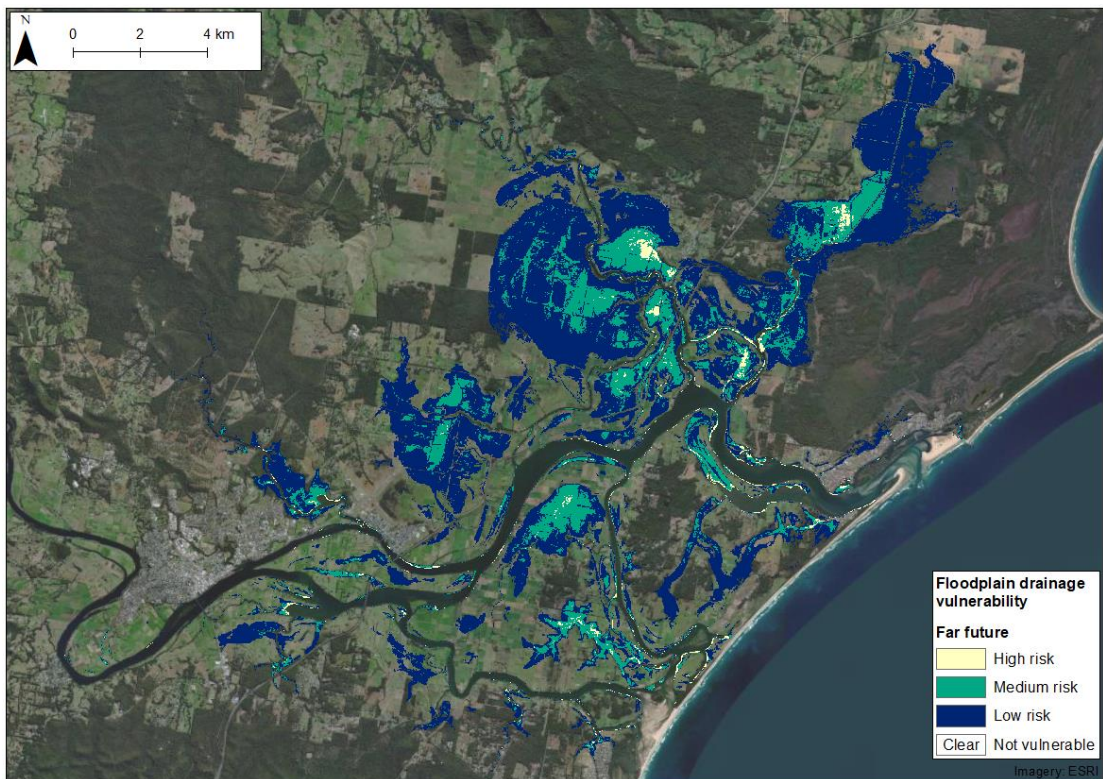 N
0 2 4 km
Floodplain drainage
vulnerability
Far future
High risk
Medium risk
Low risk
Clear Not vulnerable
Imagery: ESRI